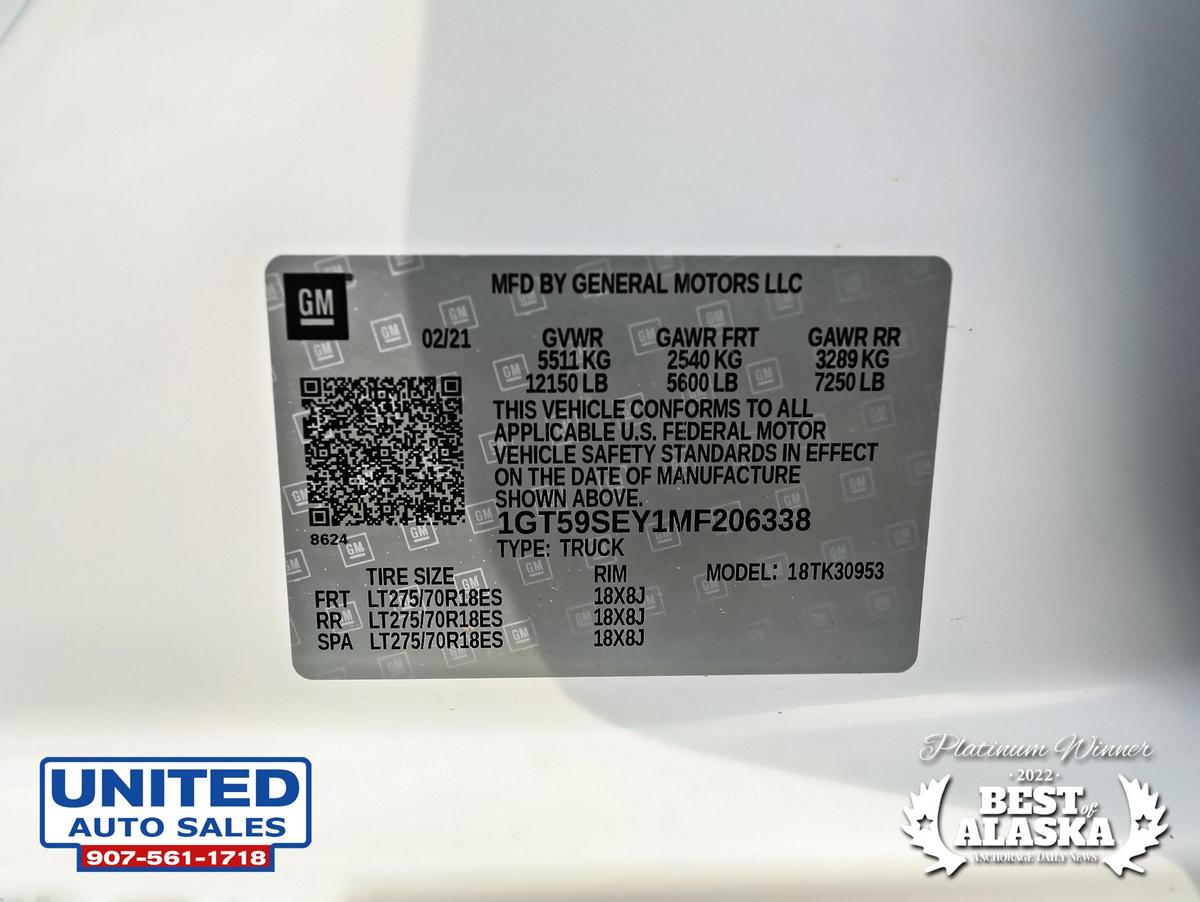 GM
MFD BY GENERAL MOTORS LLC
02/21 GVWR GAWR FRT GAWR RR
5511 KG 2540 KG 3289 KG
12150 LB 5600 LB 7250 LB
THIS VEHICLE CONFORMS TO ALL
APPLICABLE U.S. FEDERAL MOTOR
VEHICLE SAFETY STANDARDS IN EFFECT
ON THE DATE OF MANUFACTURE
SHOWN ABOVE.
1GT59SEY1MF206338
8624
TYPE: TRUCK
TIRE SIZE RIM MODEL: 18TK30953
FRT LT275/70R18ES 18X8J
RR LT275/70R18ES 18X8J
SPA LT275/70R18ES 18X8J
UNITED
AUTO SALES
907-561-1718
Platinum Winner
·2022·
BEST of
ALASKA
ANCHORAGE DAILY NEWS